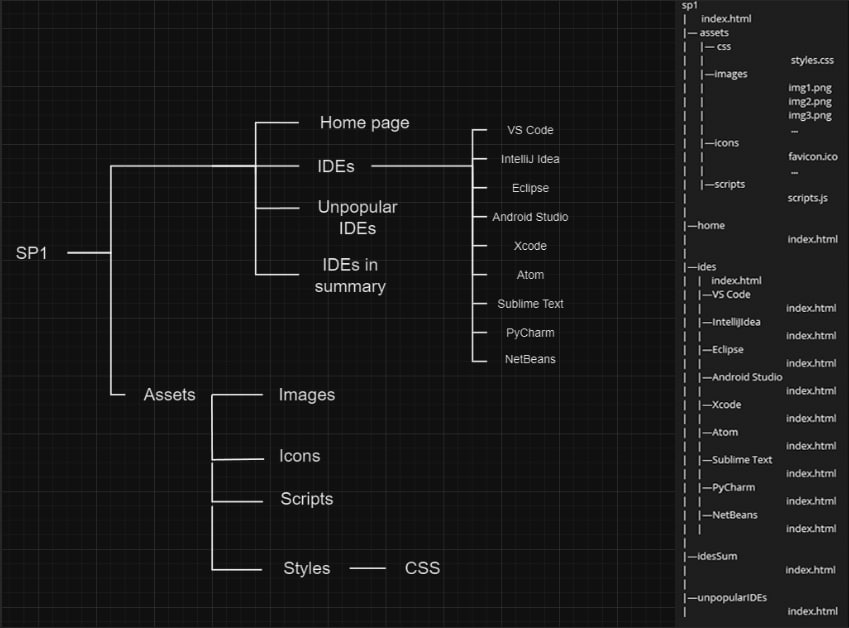 SP1
Home page
IDEs
Unpopular
IDEs
IDEs in
summary
VS Code
IntelliJ Idea
Eclipse
Android Studio
Xcode
Atom
Sublime Text
PyCharm
NetBeans
Assets
Images
Icons
Scripts
Styles
CSS
sp1
| index.html
|— assets
| |— css
| | styles.css
| |—images
| | img1.png
| | img2.png
| | img3.png
| | ...
| |—icons
| | favicon.ico
| | ...
| |—scripts
| scripts.js
|
|—home
| index.html
|
|—ides
| | index.html
| |—VS Code
| | index.html
| |—IntelliJIdea
| | index.html
| |—Eclipse
| | index.html
| |—Android Studio
| | index.html
| |—Xcode
| | index.html
| |—Atom
| | index.html
| |—Sublime Text
| | index.html
| |—PyCharm
| | index.html
| |—NetBeans
| | index.html
|
|—idesSum
| index.html
|
|—unpopularIDEs
| index.html